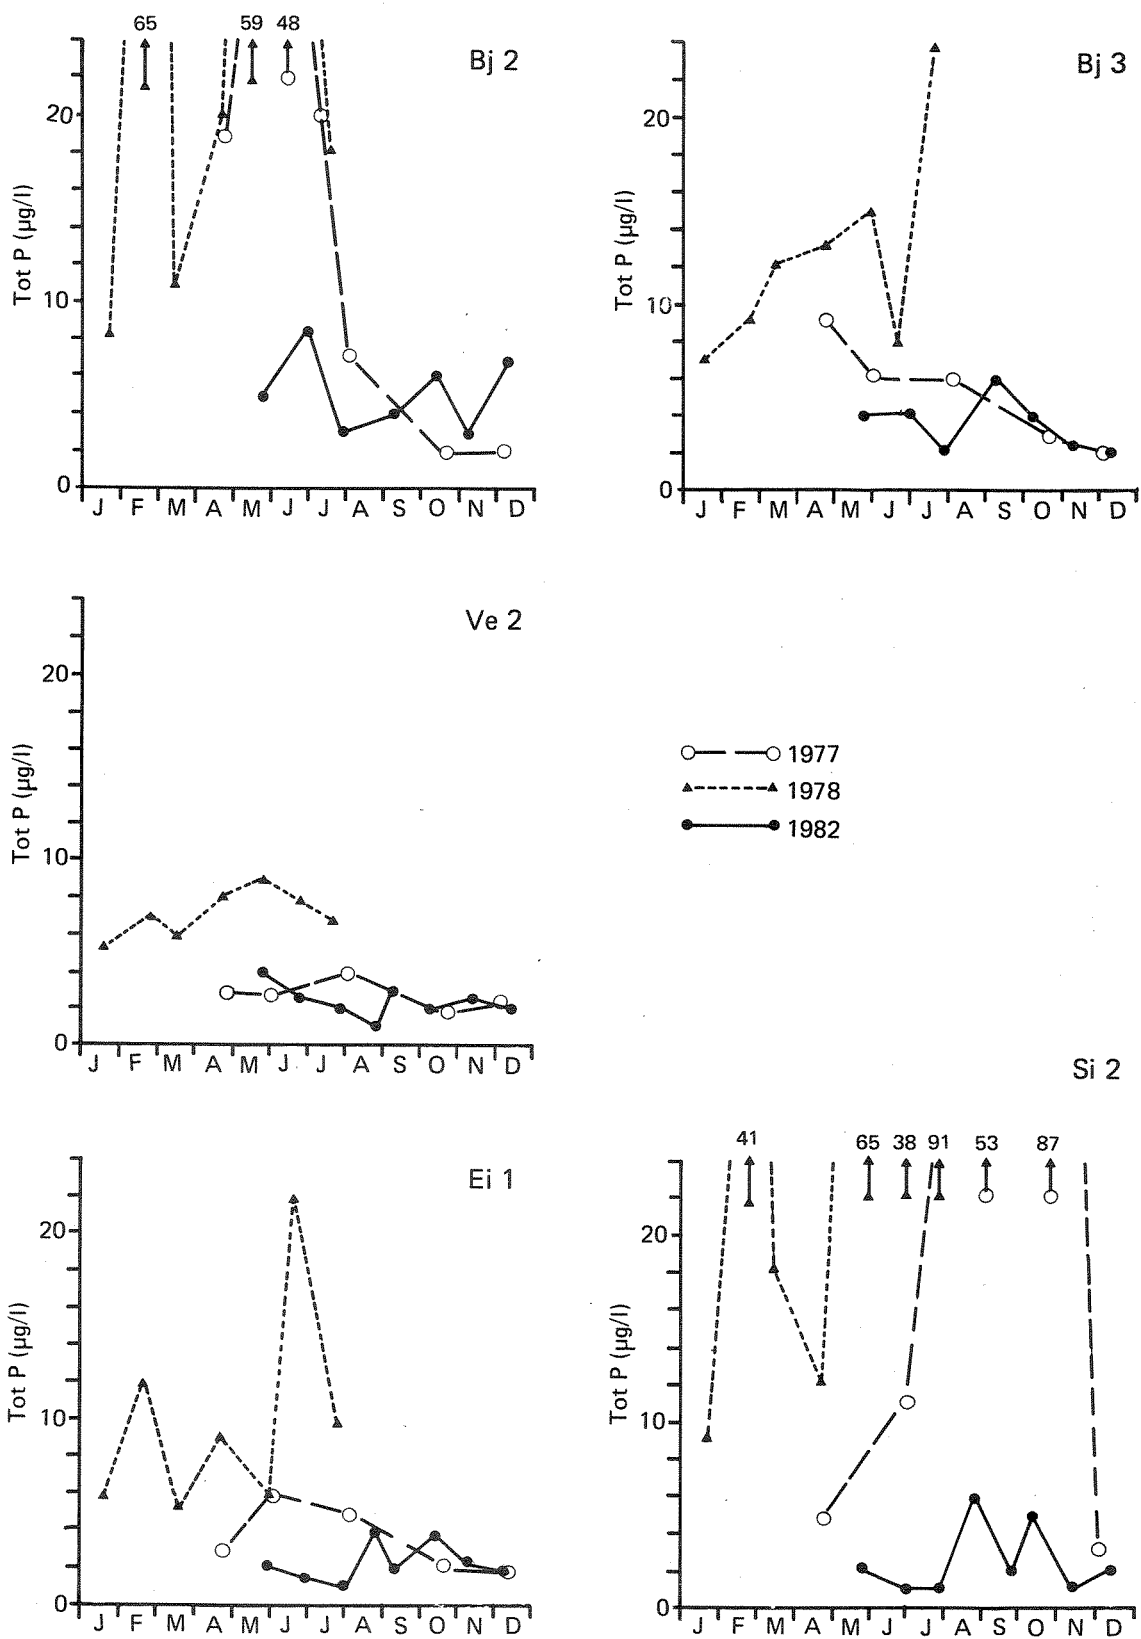 65 59 48
Bj 2
20
10
0
Tot P (µg/l)
J F M A M J J A S O N D
Bj 3
20
10
0
Tot P (µg/l)
J F M A M J J A S O N D
Ve 2
20
10
0
Tot P (µg/l)
J F M A M J J A S O N D
1977
1978
1982
Ei 1
20
10
0
Tot P (µg/l)
J F M A M J J A S O N D
Si 2
41 65 38 91 53 87
20
10
0
Tot P (µg/l)
J F M A M J J A S O N D